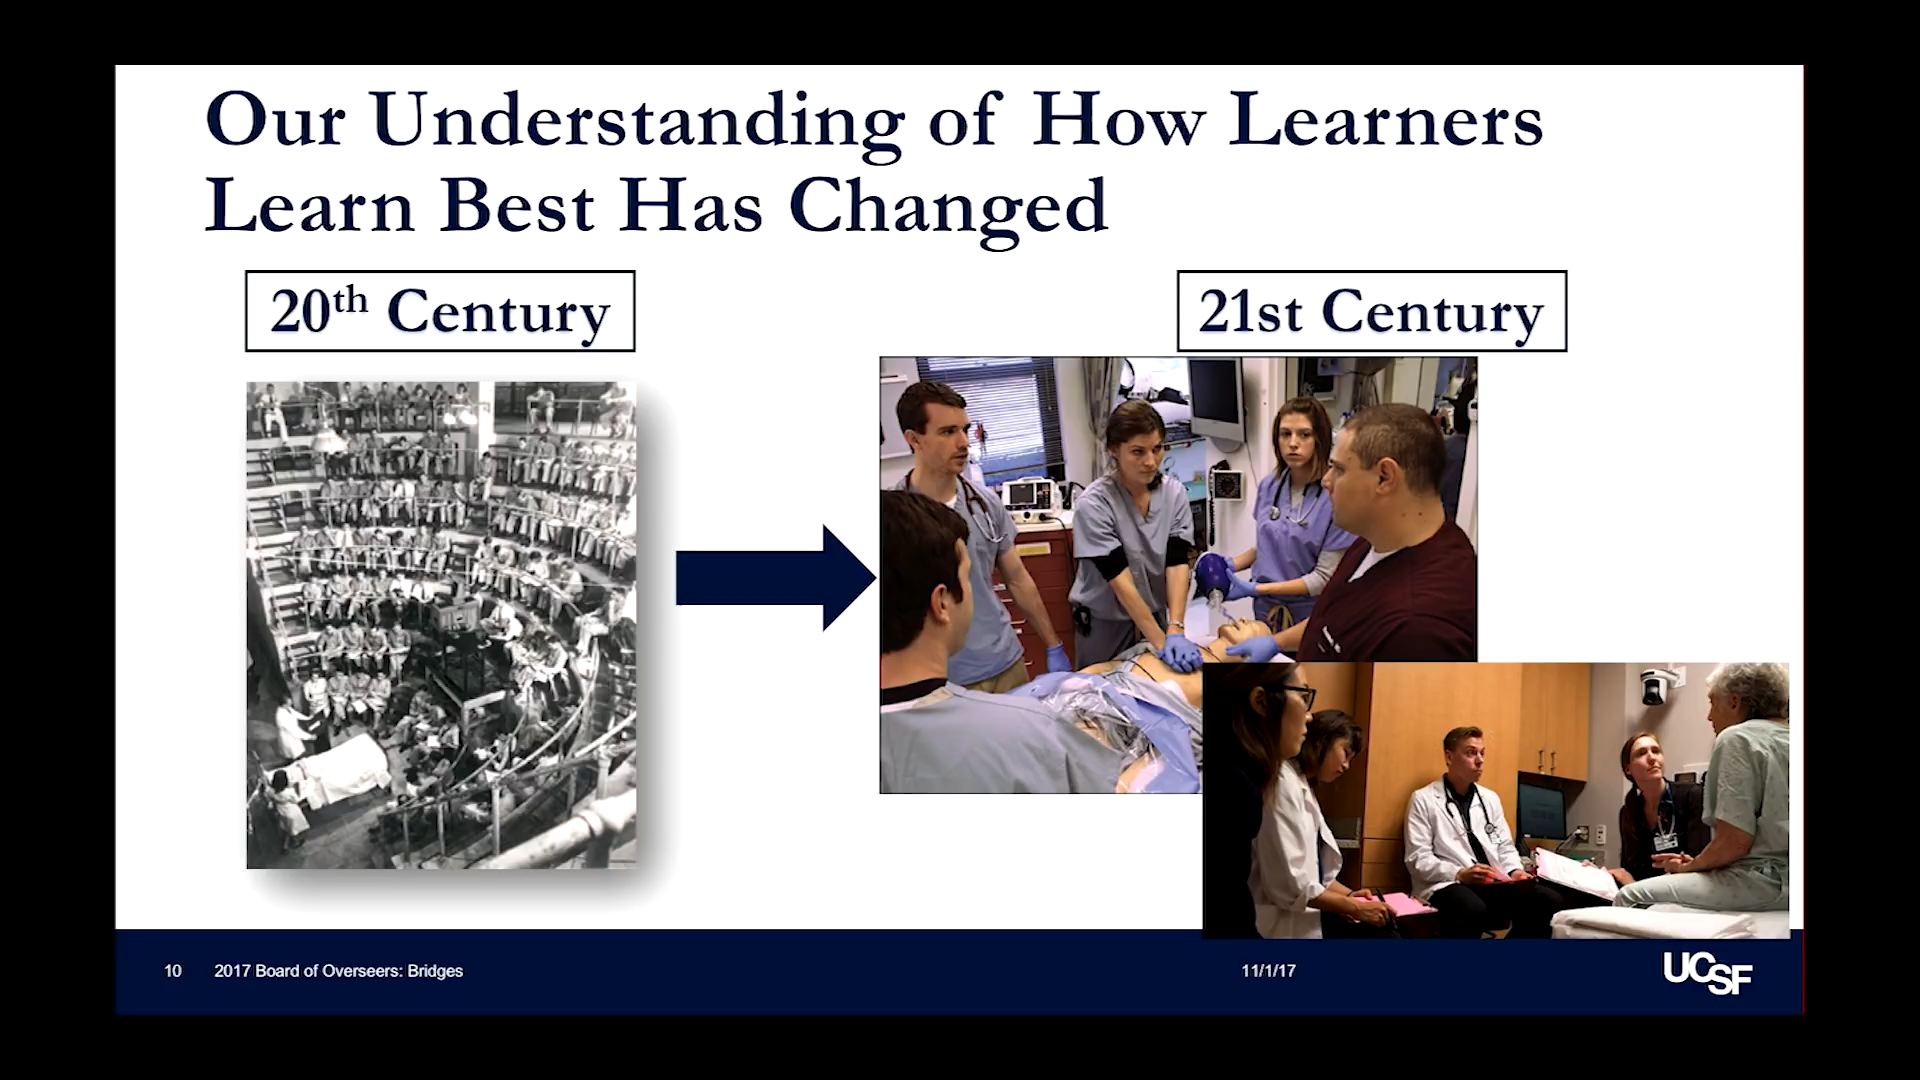 Our Understanding of How Learners
Learn Best Has Changed
20th Century
21st Century
10 2017 Board of Overseers: Bridges 11/1/17 UCSF